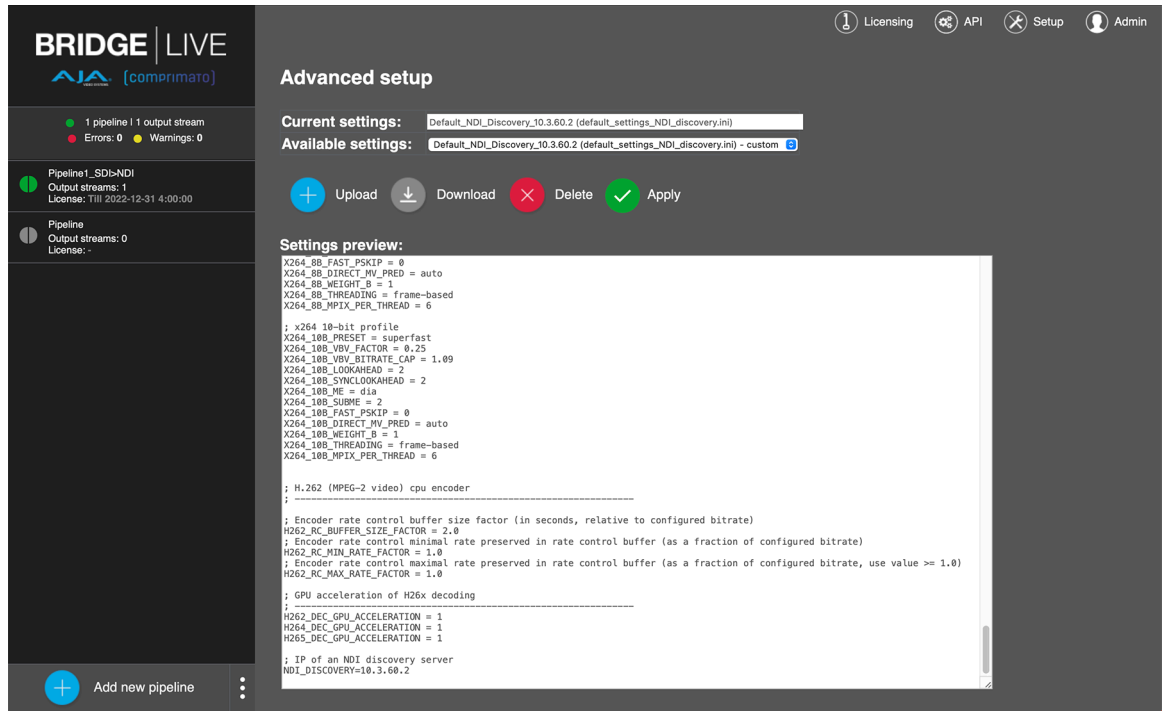 BRIDGE LIVE
AJA VIDEO SYSTEMS [comprimato]
1 pipeline | 1 output stream
Errors: 0 Warnings: 0
Pipeline1_SDI>NDI
Output streams: 1
License: Till 2022-12-31 4:00:00
Pipeline
Output streams: 0
License: -
Add new pipeline
Licensing API Setup Admin
Advanced setup
Current settings: Default_NDI_Discovery_10.3.60.2 (default_settings_NDI_discovery.ini)
Available settings: Default_NDI_Discovery_10.3.60.2 (default_settings_NDI_discovery.ini) - custom
Upload Download Delete Apply
Settings preview:
X264_8B_FAST_PSKIP = 0
X264_8B_DIRECT_MV_PRED = auto
X264_8B_WEIGHT_B = 1
X264_8B_THREADING = frame-based
X264_8B_MPIX_PER_THREAD = 6
; x264 10-bit profile
X264_10B_PRESET = superfast
X264_10B_VBV_FACTOR = 0.25
X264_10B_VBV_BITRATE_CAP = 1.09
X264_10B_LOOKAHEAD = 2
X264_10B_SYNCLOOKAHEAD = 2
X264_10B_ME = dia
X264_10B_SUBME = 2
X264_10B_FAST_PSKIP = 0
X264_10B_DIRECT_MV_PRED = auto
X264_10B_WEIGHT_B = 1
X264_10B_THREADING = frame-based
X264_10B_MPIX_PER_THREAD = 6
; H.262 (MPEG-2 video) cpu encoder
; -------------------------------------------------------------
; Encoder rate control buffer size factor (in seconds, relative to configured bitrate)
H262_RC_BUFFER_SIZE_FACTOR = 2.0
; Encoder rate control minimal rate preserved in rate control buffer (as a fraction of configured bitrate)
H262_RC_MIN_RATE_FACTOR = 1.0
; Encoder rate control maximal rate preserved in rate control buffer (as a fraction of configured bitrate, use value >= 1.0)
H262_RC_MAX_RATE_FACTOR = 1.0
; GPU acceleration of H26x decoding
; -------------------------------------------------------------
H262_DEC_GPU_ACCELERATION = 1
H264_DEC_GPU_ACCELERATION = 1
H265_DEC_GPU_ACCELERATION = 1
; IP of an NDI discovery server
NDI_DISCOVERY=10.3.60.2